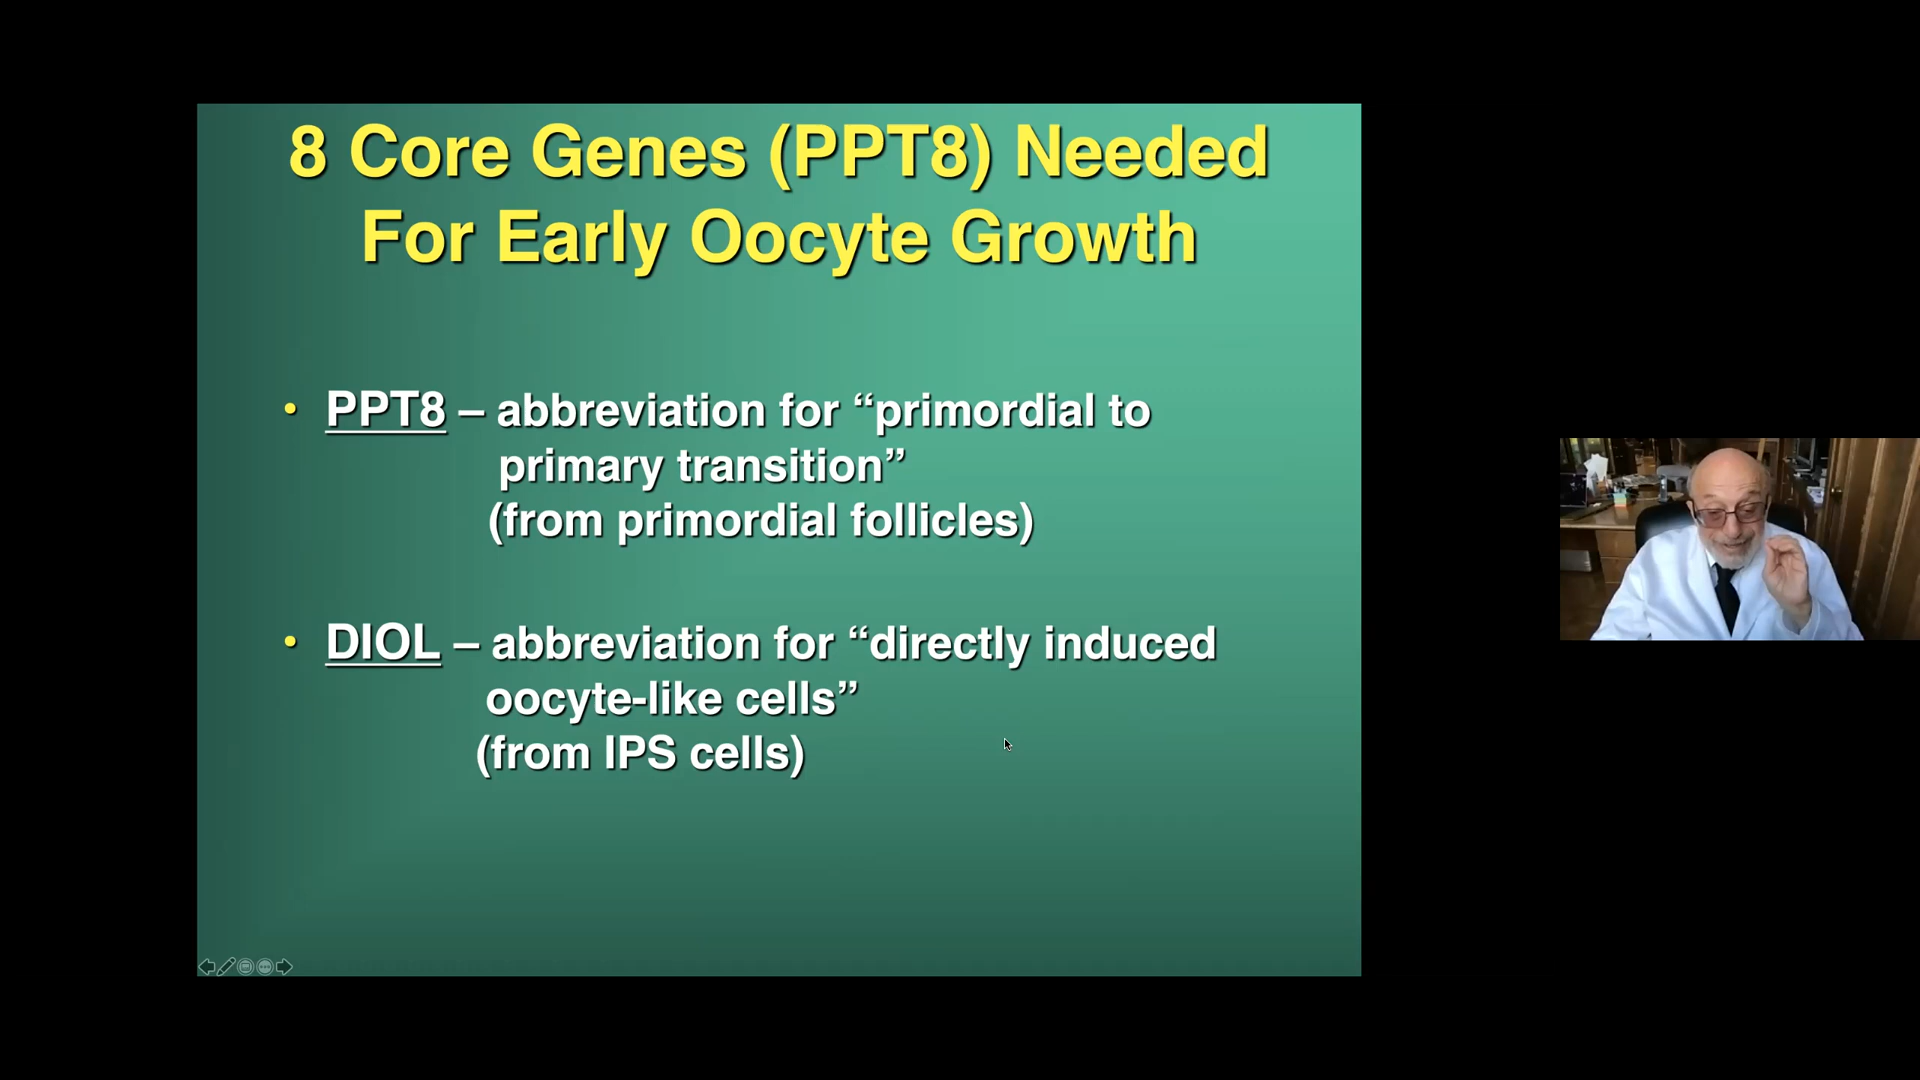 8 Core Genes (PPT8) Needed
For Early Oocyte Growth
• PPT8 – abbreviation for “primordial to
primary transition”
(from primordial follicles)
• DIOL – abbreviation for “directly induced
oocyte-like cells”
(from IPS cells)